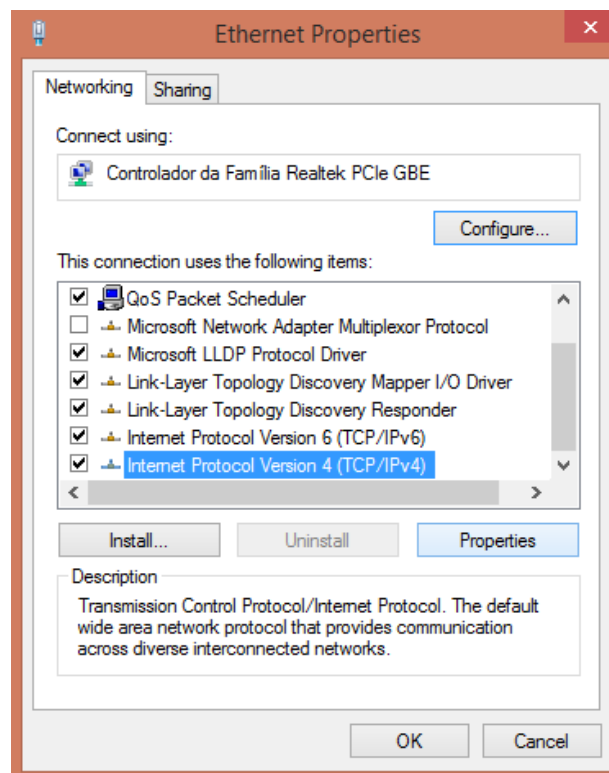 Ethernet Properties
Networking
Sharing
Connect using:
Controlador da Família Realtek PCIe GBE
Configure...
This connection uses the following items:
QoS Packet Scheduler
Microsoft Network Adapter Multiplexor Protocol
Microsoft LLDP Protocol Driver
Link-Layer Topology Discovery Mapper I/O Driver
Link-Layer Topology Discovery Responder
Internet Protocol Version 6 (TCP/IPv6)
Internet Protocol Version 4 (TCP/IPv4)
Install...
Uninstall
Properties
Description
Transmission Control Protocol/Internet Protocol. The default
wide area network protocol that provides communication
across diverse interconnected networks.
OK
Cancel